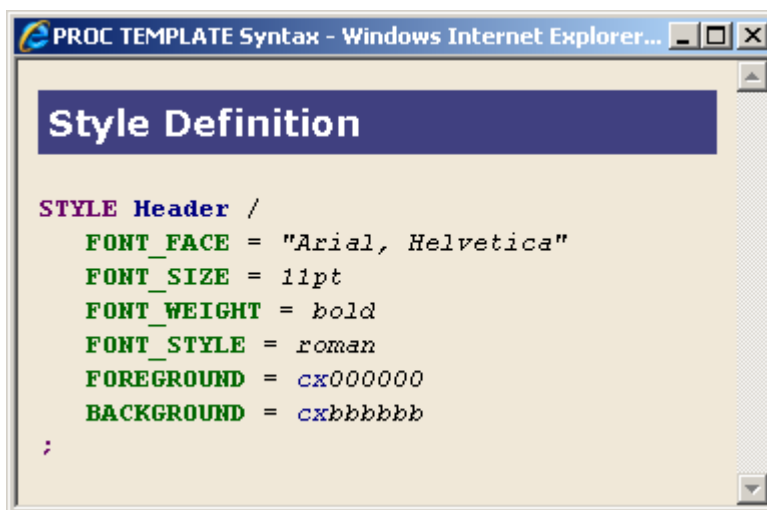 PROC TEMPLATE Syntax - Windows Internet Explorer...
Style Definition
STYLE Header /
FONT_FACE = "Arial, Helvetica"
FONT_SIZE = 11pt
FONT_WEIGHT = bold
FONT_STYLE = roman
FOREGROUND = cx000000
BACKGROUND = cxbbbbbb
;